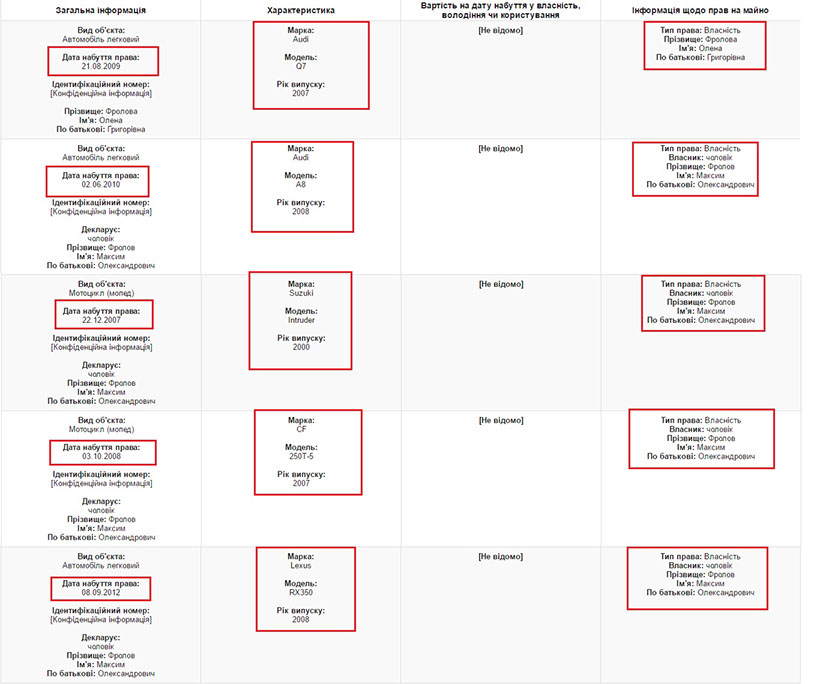 Загальна інформація
Характеристика
Вартість на дату набуття у власність,
володіння чи користування
Інформація щодо прав на майно
Вид об'єкта:
Автомобіль легковий
Дата набуття права:
21.08.2009
Ідентифікаційний номер:
[Конфіденційна інформація]
Прізвище: Фролова
Ім'я: Олена
По батькові: Григорівна
Марка:
Audi
Модель:
Q7
Рік випуску:
2007
[Не відомо]
Тип права: Власність
Прізвище: Фролова
Ім'я: Олена
По батькові: Григорівна
Вид об'єкта:
Автомобіль легковий
Дата набуття права:
02.06.2010
Ідентифікаційний номер:
[Конфіденційна інформація]
Декларує:
чоловік
Прізвище: Фролов
Ім'я: Максим
По батькові: Олександрович
Марка:
Audi
Модель:
A8
Рік випуску:
2008
[Не відомо]
Тип права: Власність
Власник: чоловік
Прізвище: Фролов
Ім'я: Максим
По батькові: Олександрович
Вид об'єкта:
Мотоцикл (мопед)
Дата набуття права:
22.12.2007
Ідентифікаційний номер:
[Конфіденційна інформація]
Декларує:
чоловік
Прізвище: Фролов
Ім'я: Максим
По батькові: Олександрович
Марка:
Suzuki
Модель:
Intruder
Рік випуску:
2000
[Не відомо]
Тип права: Власність
Власник: чоловік
Прізвище: Фролов
Ім'я: Максим
По батькові: Олександрович
Вид об'єкта:
Мотоцикл (мопед)
Дата набуття права:
03.10.2008
Ідентифікаційний номер:
[Конфіденційна інформація]
Декларує:
чоловік
Прізвище: Фролов
Ім'я: Максим
По батькові: Олександрович
Марка:
CF
Модель:
250T-5
Рік випуску:
2007
[Не відомо]
Тип права: Власність
Власник: чоловік
Прізвище: Фролов
Ім'я: Максим
По батькові: Олександрович
Вид об'єкта:
Автомобіль легковий
Дата набуття права:
08.09.2012
Ідентифікаційний номер:
[Конфіденційна інформація]
Декларує:
чоловік
Прізвище: Фролов
Ім'я: Максим
По батькові: Олександрович
Марка:
Lexus
Модель:
RX350
Рік випуску:
2008
[Не відомо]
Тип права: Власність
Власник: чоловік
Прізвище: Фролов
Ім'я: Максим
По батькові: Олександрович